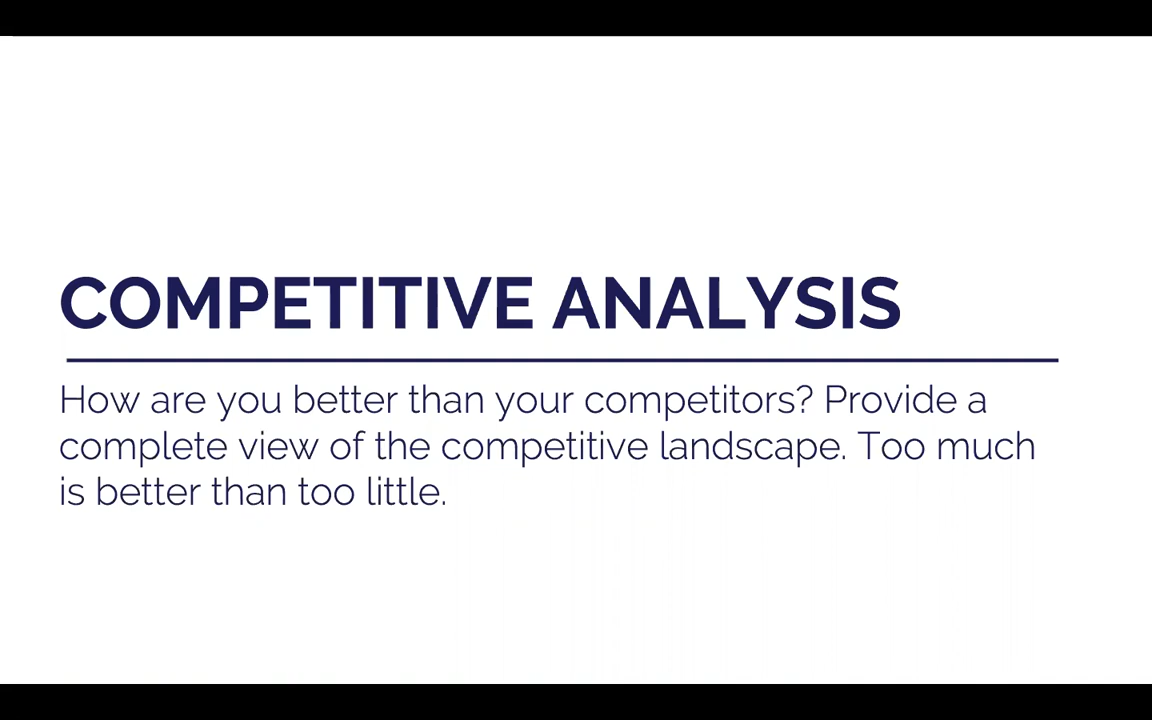 COMPETITIVE ANALYSIS
How are you better than your competitors? Provide a
complete view of the competitive landscape. Too much
is better than too little.